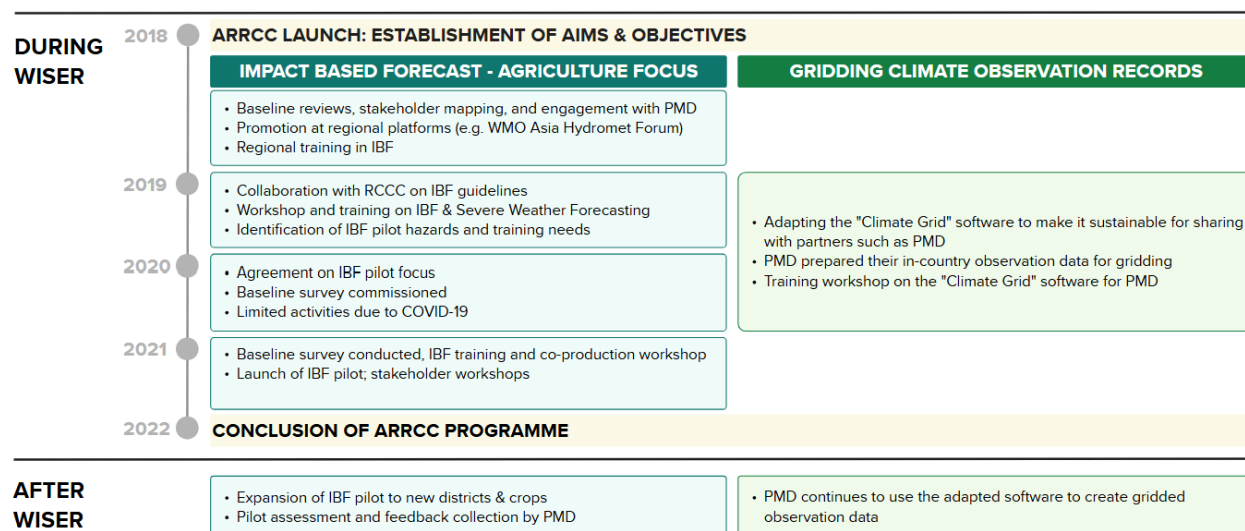 DURING
WISER
2018
ARRCC LAUNCH: ESTABLISHMENT OF AIMS & OBJECTIVES
IMPACT BASED FORECAST - AGRICULTURE FOCUS
GRIDDING CLIMATE OBSERVATION RECORDS
• Baseline reviews, stakeholder mapping, and engagement with PMD
• Promotion at regional platforms (e.g. WMO Asia Hydromet Forum)
• Regional training in IBF
2019
• Collaboration with RCCC on IBF guidelines
• Workshop and training on IBF & Severe Weather Forecasting
• Identification of IBF pilot hazards and training needs
• Adapting the "Climate Grid" software to make it sustainable for sharing
with partners such as PMD
• PMD prepared their in-country observation data for gridding
• Training workshop on the "Climate Grid" software for PMD
2020
• Agreement on IBF pilot focus
• Baseline survey commissioned
• Limited activities due to COVID-19
2021
• Baseline survey conducted, IBF training and co-production workshop
• Launch of IBF pilot; stakeholder workshops
2022
CONCLUSION OF ARRCC PROGRAMME
AFTER
WISER
• Expansion of IBF pilot to new districts & crops
• Pilot assessment and feedback collection by PMD
• PMD continues to use the adapted software to create gridded
observation data